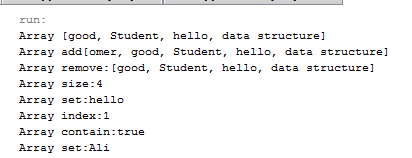 run:
Array [good, Student, hello, data structure]
Array add[omer, good, Student, hello, data structure]
Array remove:[good, Student, hello, data structure]
Array size:4
Array set:hello
Array index:1
Array contain:true
Array set:Ali